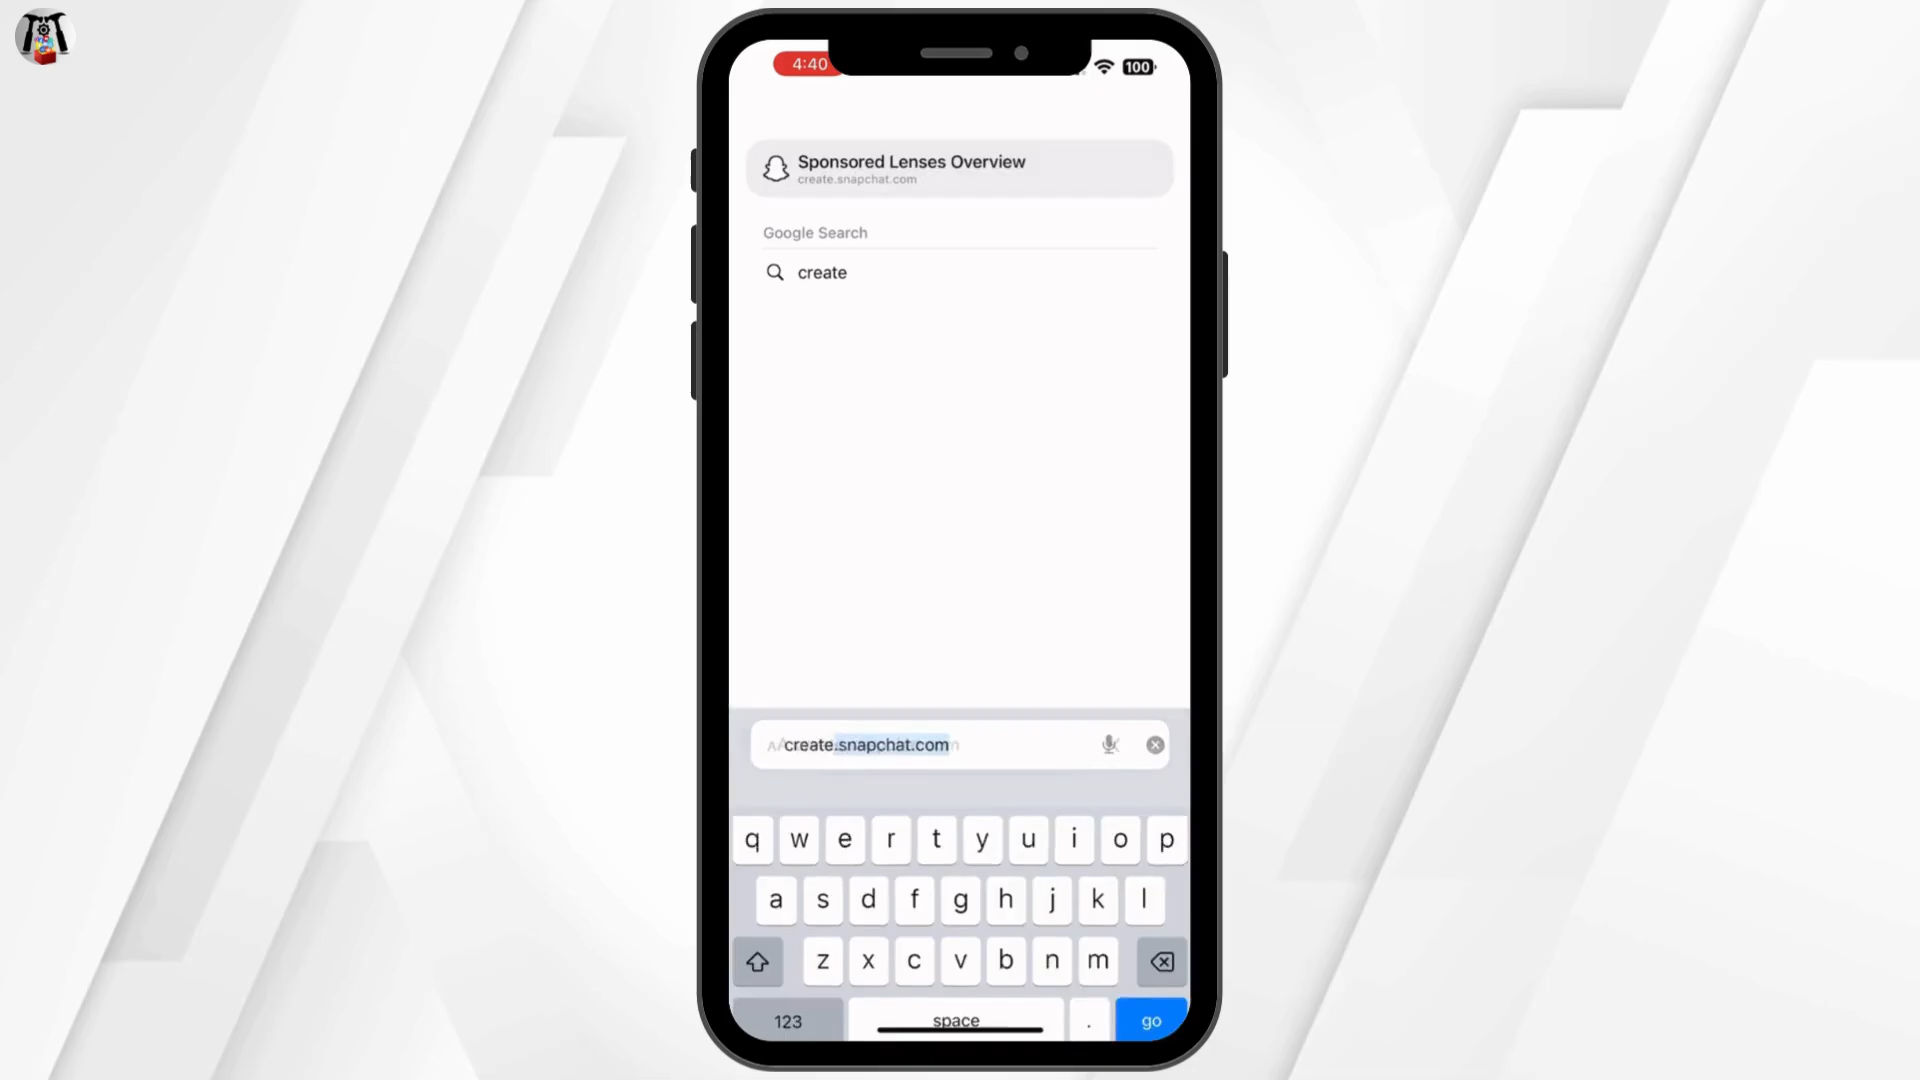 4:40
100
Sponsored Lenses Overview
create.snapchat.com
Google Search
create
create.snapchat.com
q w e r t y u i o p
a s d f g h j k l
z x c v b n m
123 space . go